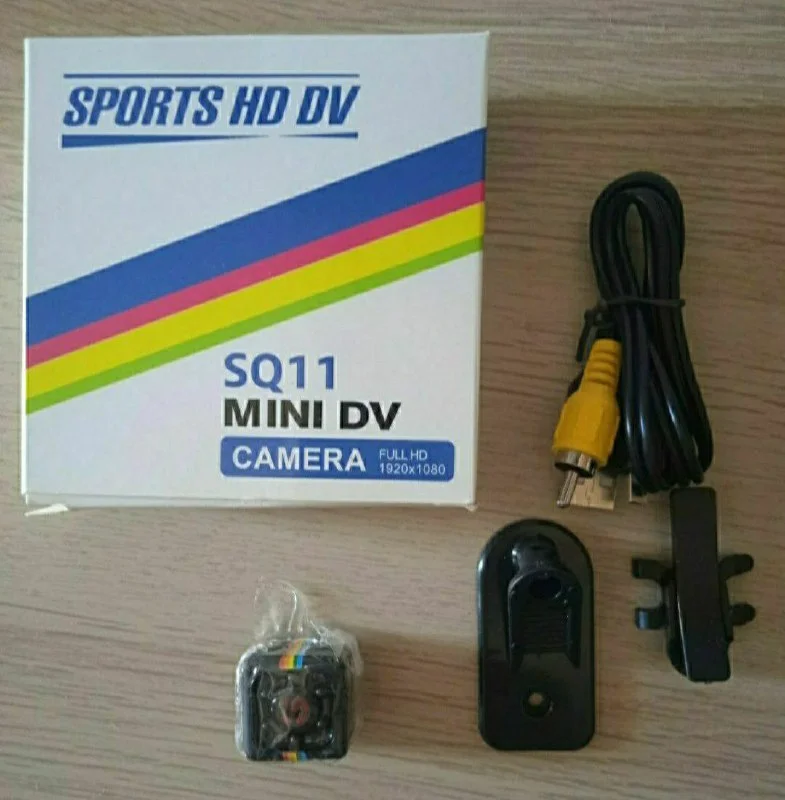 SPORTS HD DV
SQ11
MINI DV
CAMERA
FULL HD
1920x1080